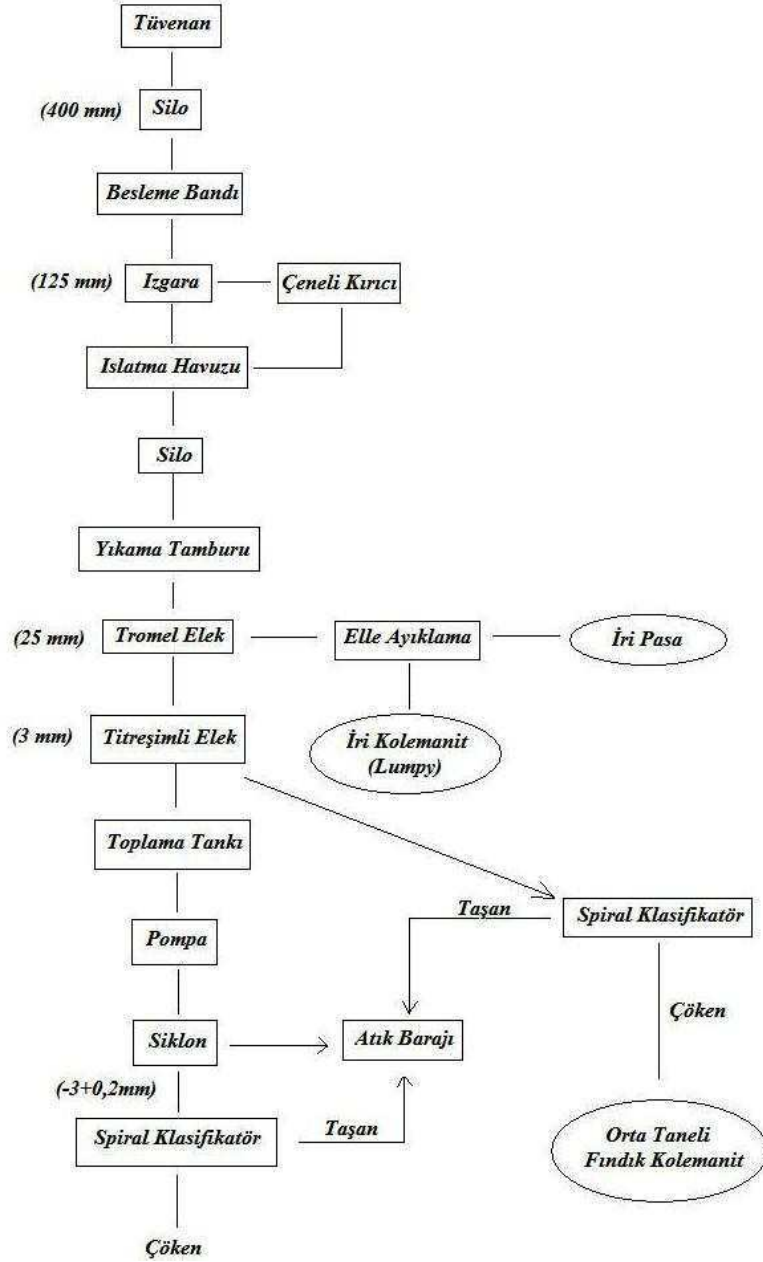 Tüvenan
(400 mm) Silo
Besleme Bandı
(125 mm) Izgara Çeneli Kırıcı
Islatma Havuzu
Silo
Yıkama Tamburu
(25 mm) Tromel Elek Elle Ayıklama İri Pasa
(3 mm) Titreşimli Elek İri Kolemanit
(Lumpy)
Toplama Tankı
Taşan Spiral Klasifikatör
Pompa
Çöken
Siklon Atık Barajı
(-3+0,2mm)
Spiral Klasifikatör Taşan
Orta Taneli
Fındık Kolemanit
Çöken